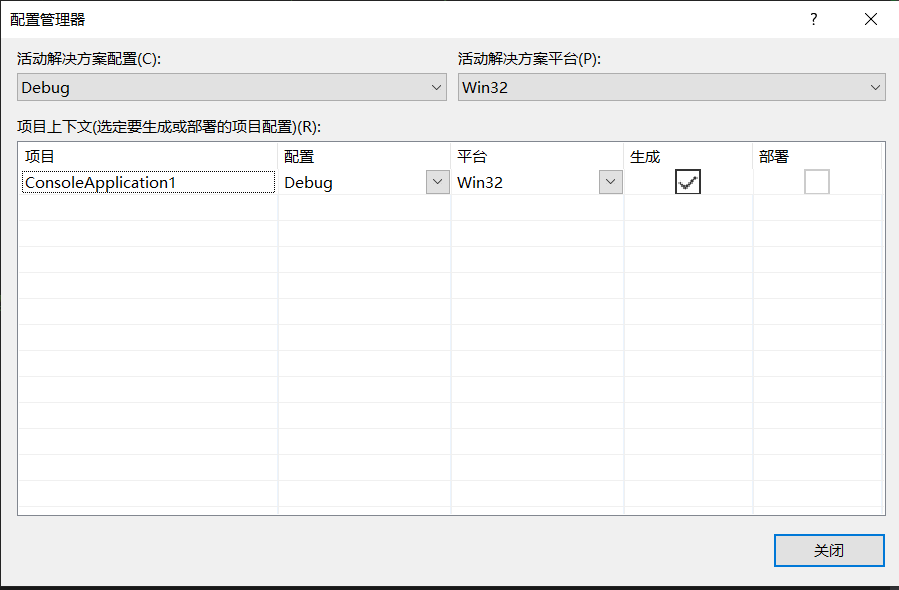 配置管理器 ?
活动解决方案配置(C): 活动解决方案平台(P):
Debug Win32
项目上下文(选定要生成或部署的项目配置)(R):
项目 配置 平台 生成 部署
ConsoleApplication1 Debug Win32
关闭